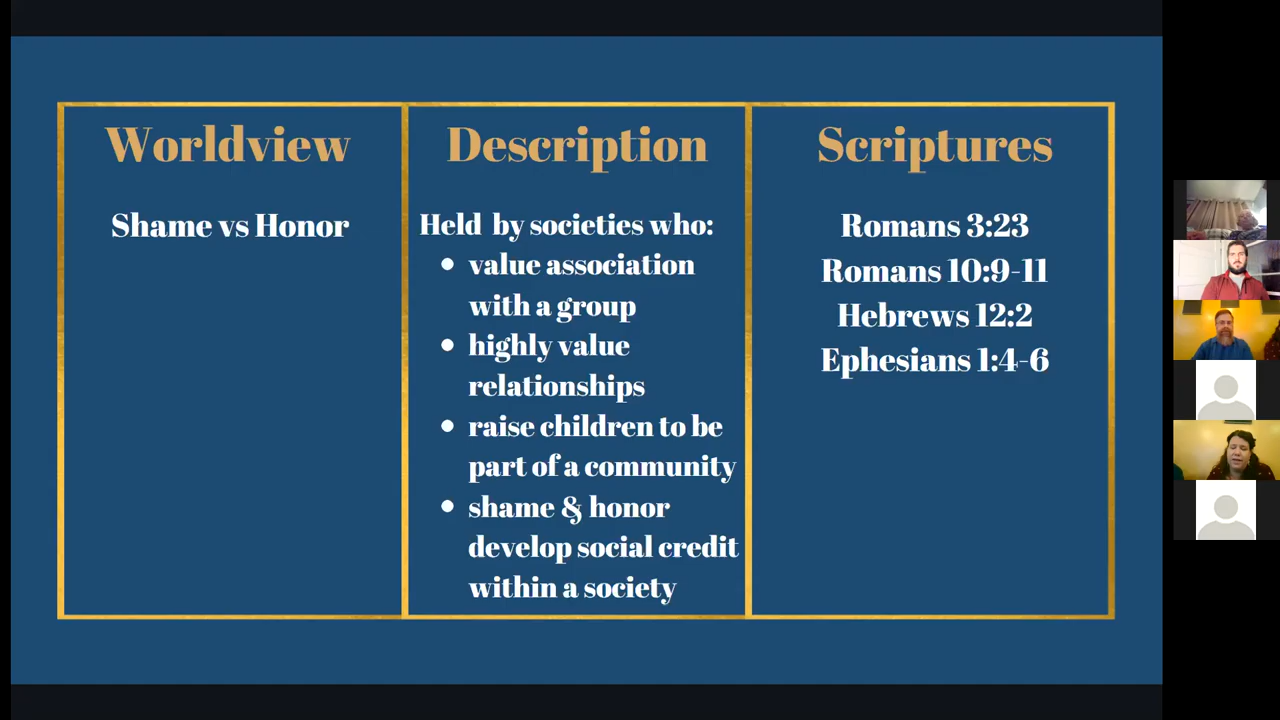 Worldview
Shame vs Honor
Description
Held by societies who:
value association
with a group
highly value
relationships
raise children to be
part of a community
shame & honor
develop social credit
within a society
Scriptures
Romans 3:23
Romans 10:9-11
Hebrews 12:2
Ephesians 1:4-6